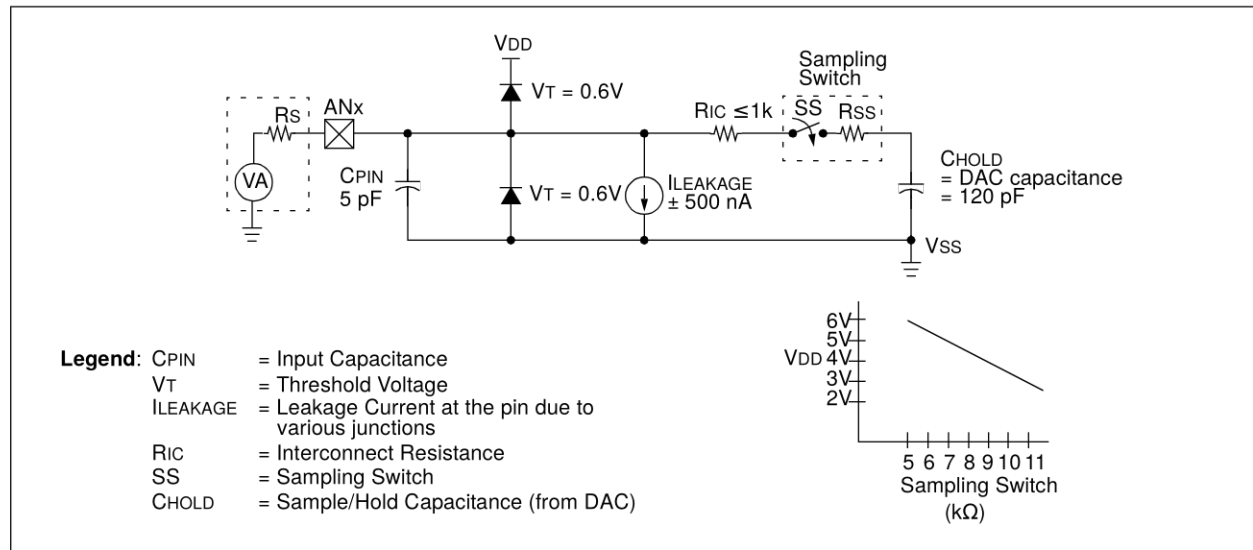 VDD
Sampling
Switch
RS
ANx
VT = 0.6V
RIC ≤1k
SS
RSS
VA
CPIN
5 pF
VT = 0.6V
ILEAKAGE
± 500 nA
CHOLD
= DAC capacitance
= 120 pF
VSS
Legend: CPIN = Input Capacitance
VT = Threshold Voltage
ILEAKAGE = Leakage Current at the pin due to
various junctions
RIC = Interconnect Resistance
SS = Sampling Switch
CHOLD = Sample/Hold Capacitance (from DAC)
6V
5V
VDD 4V
3V
2V
5 6 7 8 9 10 11
Sampling Switch
(kΩ)